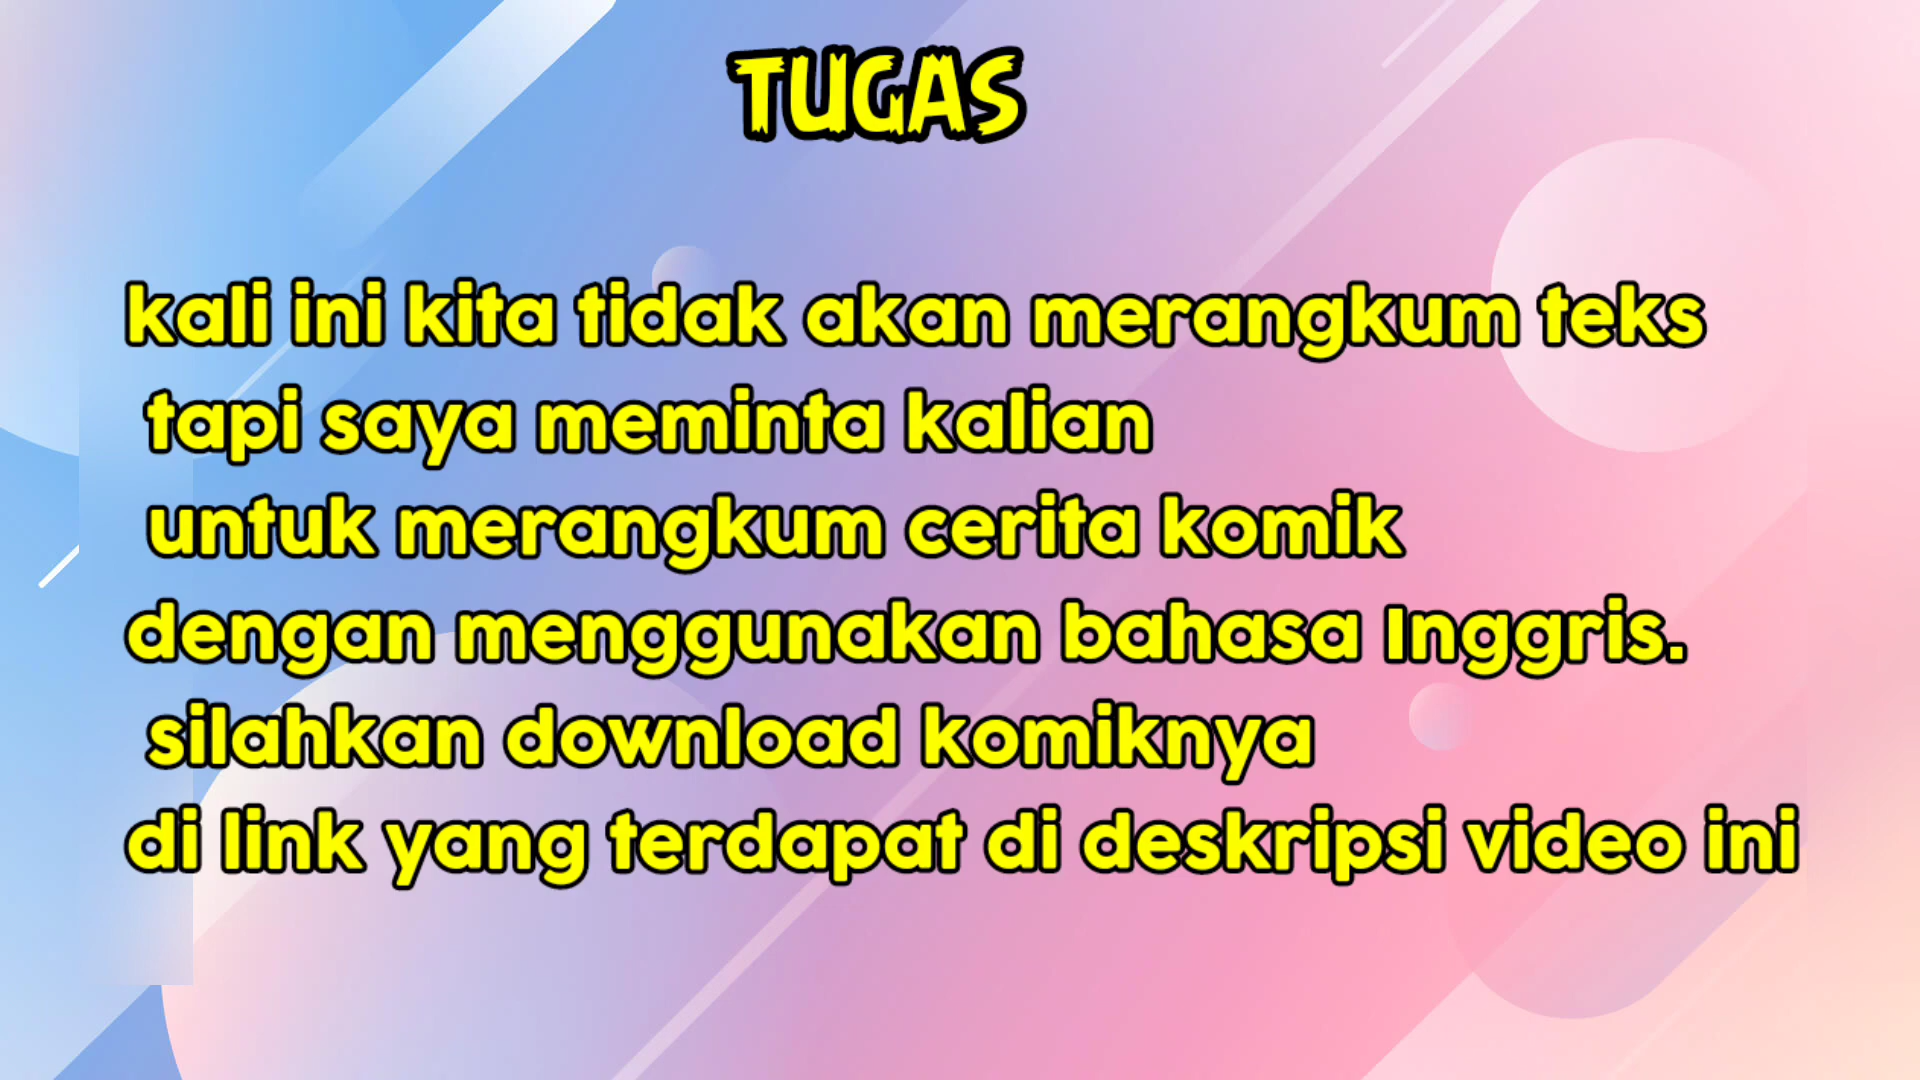 TUGAS
kali ini kita tidak akan merangkum teks
tapi saya meminta kalian
untuk merangkum cerita komik
dengan menggunakan bahasa Inggris.
silahkan download komiknya
di link yang terdapat di deskripsi video ini